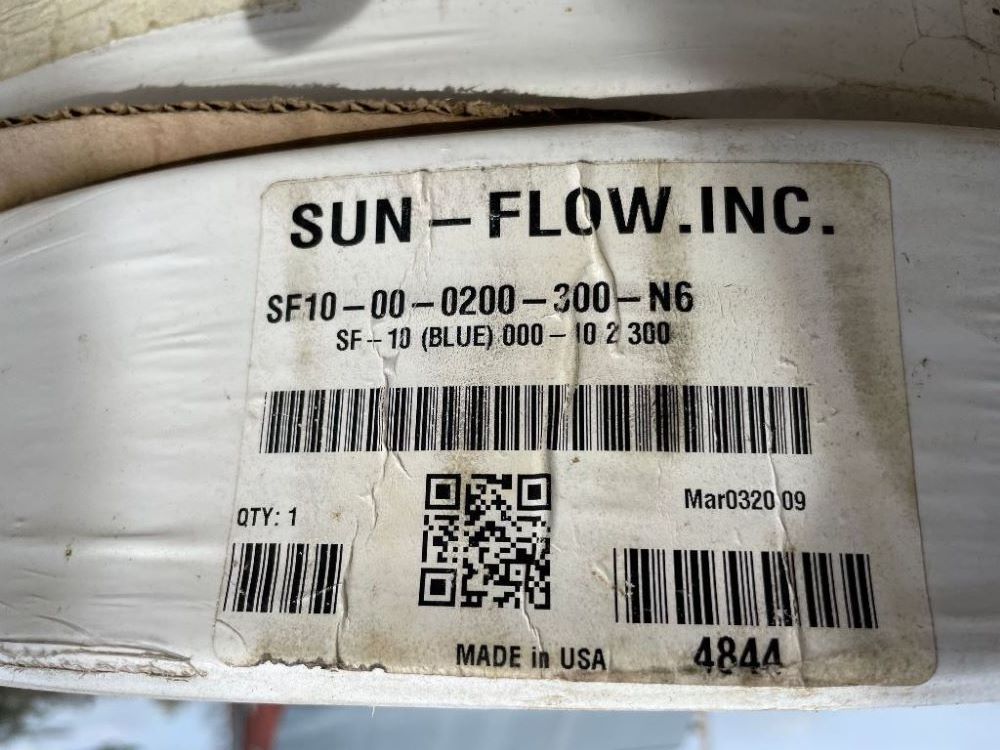 SUN-FLOW.INC.
SF10-00-0200-300-N6
SF-10 (BLUE) 000-10 2 300
Mar0320 09
QTY: 1
MADE in USA
4844